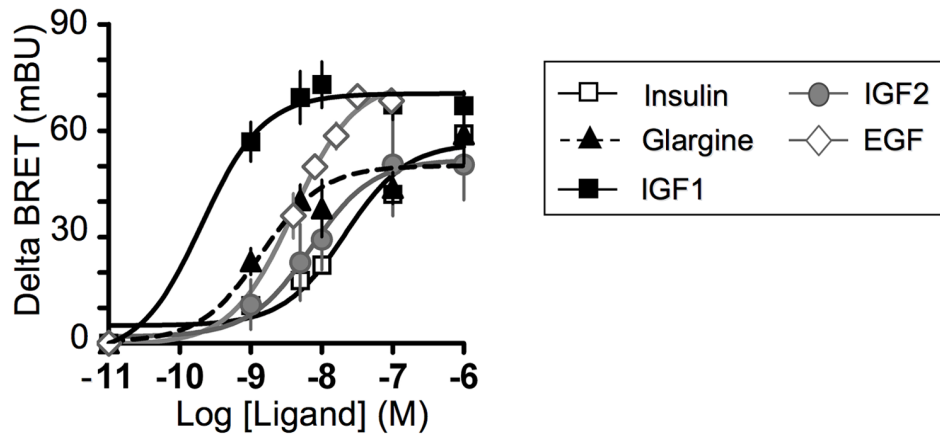 Delta BRET (mBU)
90
60
30
0
-11 -10 -9 -8 -7 -6
Log [Ligand] (M)
Insulin
Glargine
IGF1
IGF2
EGF